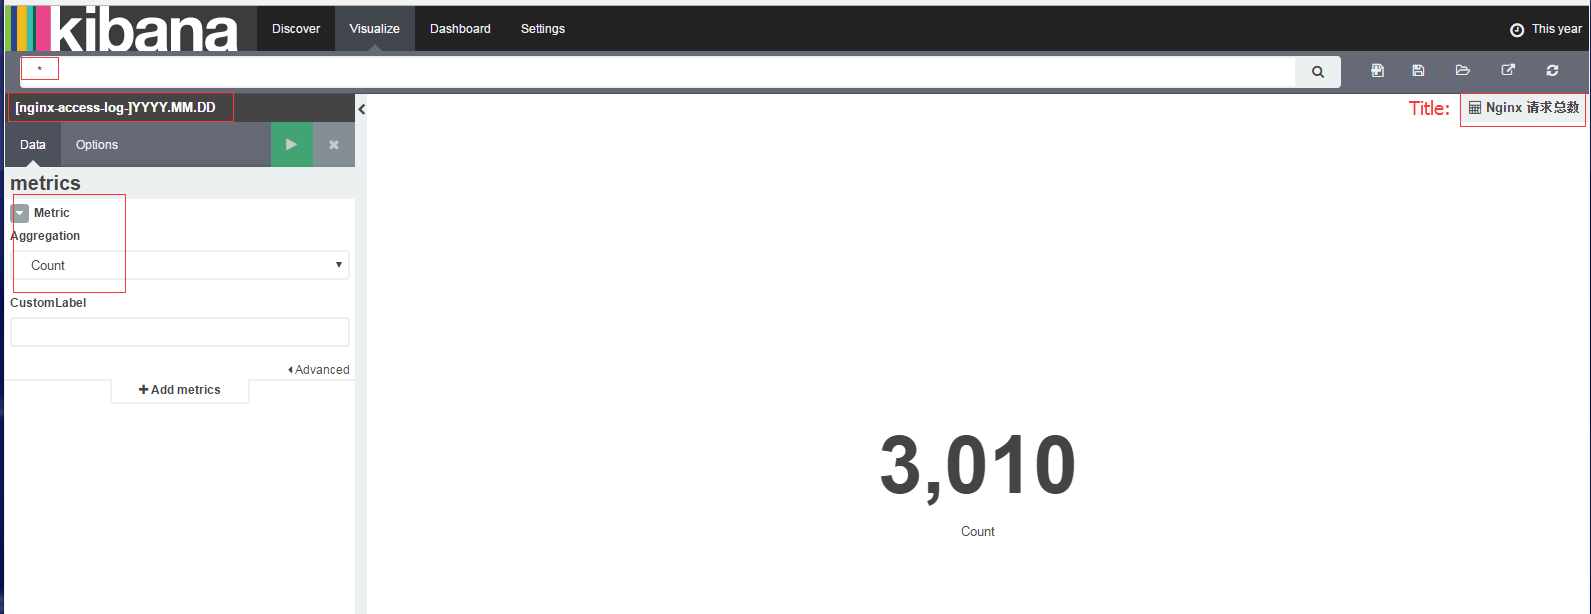 kibana
Discover
Visualize
Dashboard
Settings
This year
*
[nginx-access-log-]YYYY.MM.DD
Title:
Nginx 请求总数
Data
Options
metrics
Metric
Aggregation
Count
CustomLabel
Advanced
Add metrics
3,010
Count